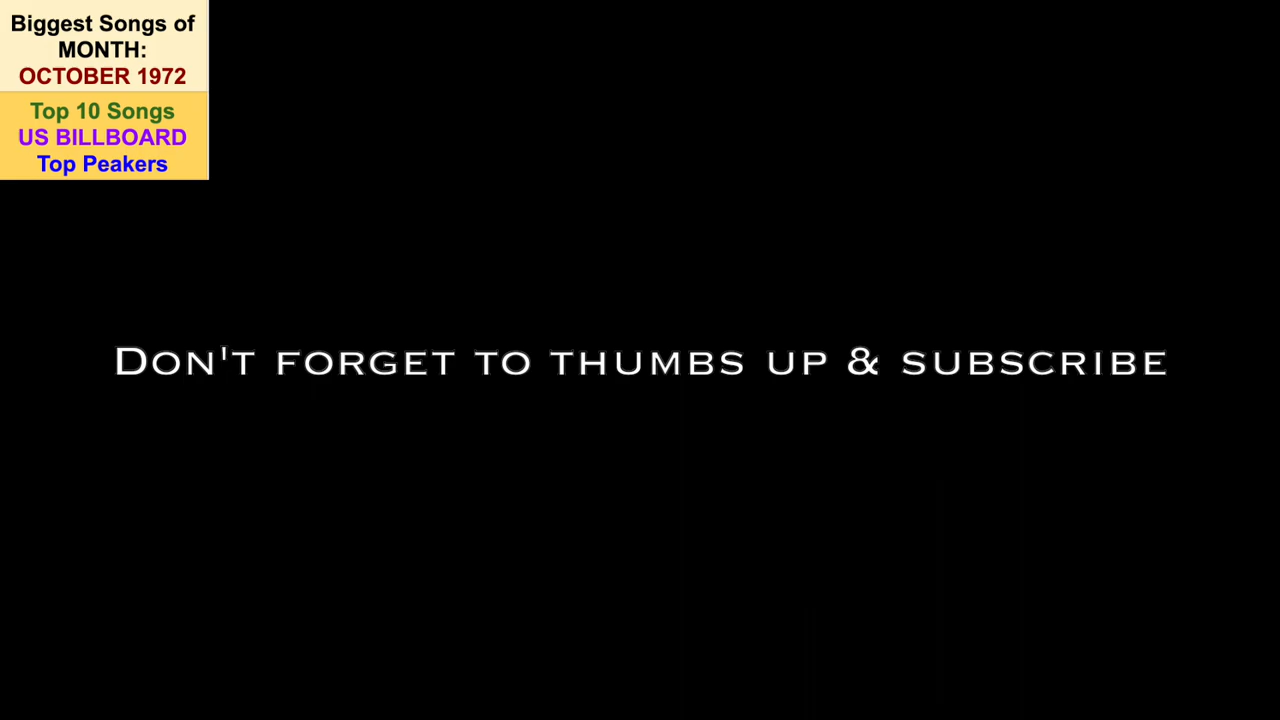 Biggest Songs of
MONTH:
OCTOBER 1972
Top 10 Songs
US BILLBOARD
Top Peakers
DON'T FORGET TO THUMBS UP & SUBSCRIBE